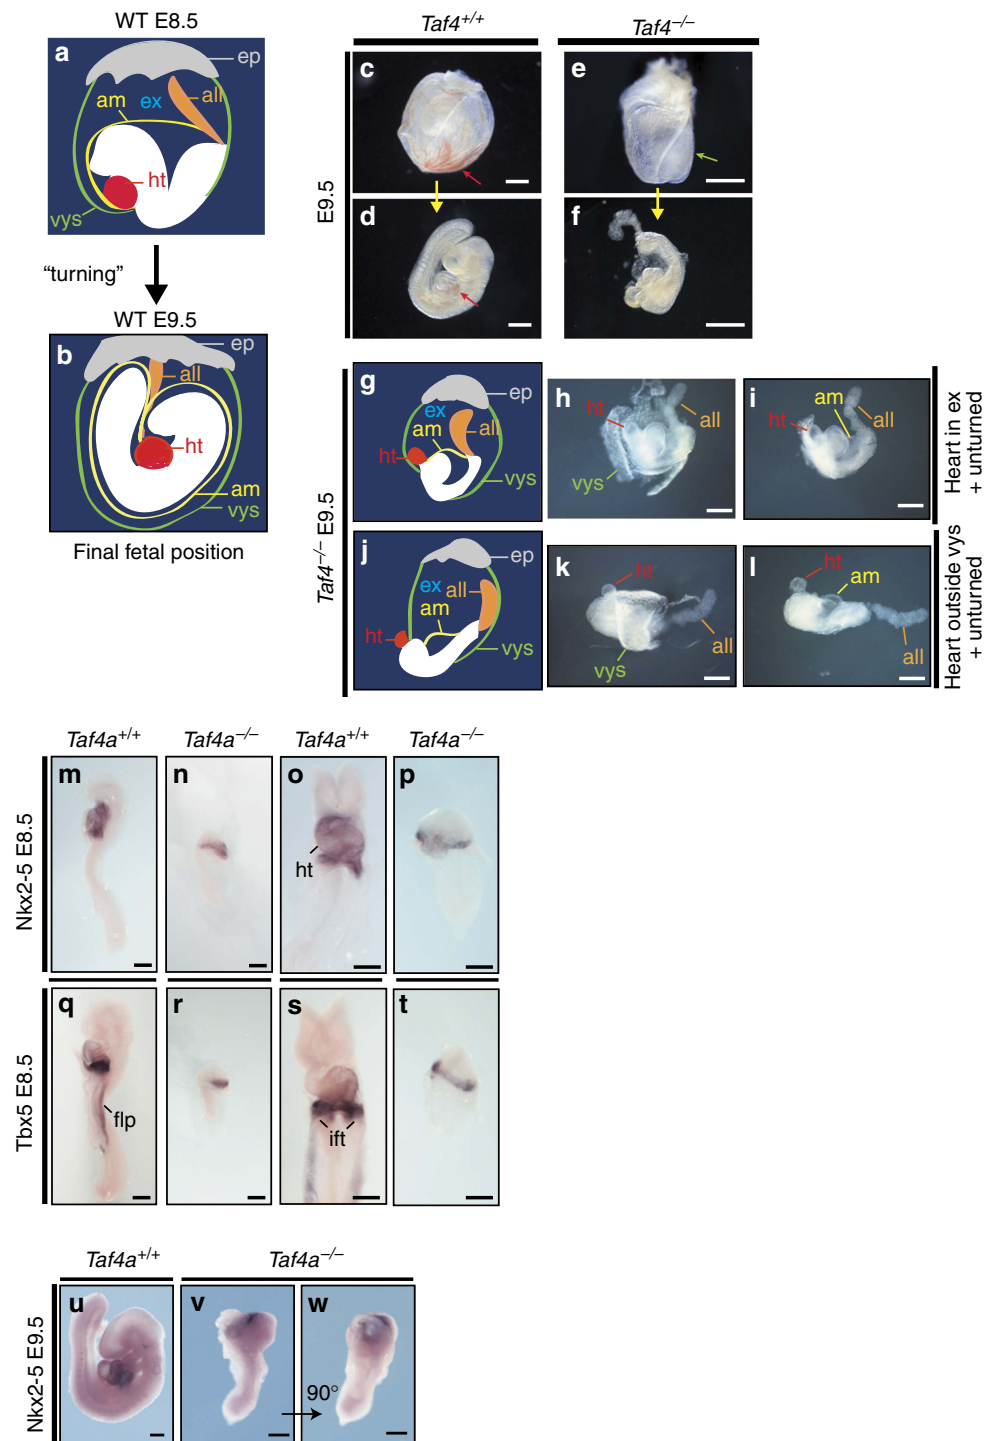 WT E8.5
a
ep
am
ex
all
ht
vys
"turning"
WT E9.5
b
ep
all
ht
am
vys
Final fetal position
Taf4+/+
Taf4–/–
E9.5
c
e
d
f
Taf4–/– E9.5
g
ep
ex
am
all
ht
vys
h
ht
all
vys
i
am
ht
all
Heart in ex
+ unturned
j
ep
ex
all
am
ht
vys
k
ht
all
vys
l
ht
am
all
Heart outside vys
+ unturned
Taf4a+/+
Taf4a–/–
Taf4a+/+
Taf4a–/–
Nkx2-5 E8.5
m
n
o
ht
p
Tbx5 E8.5
q
flp
r
s
ift
t
Taf4a+/+
Taf4a–/–
Nkx2-5 E9.5
u
v
90°
w